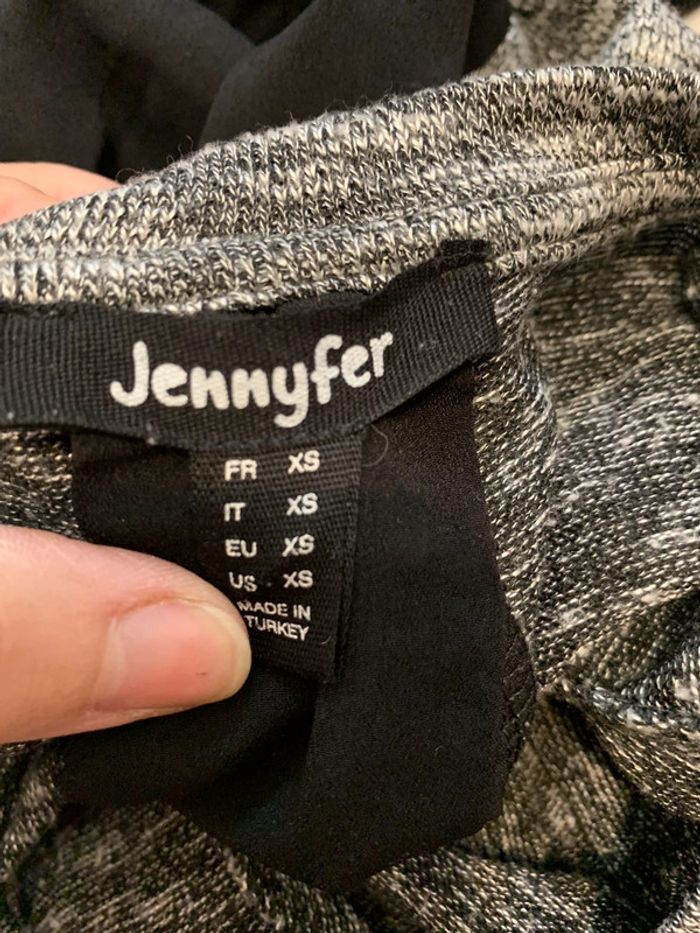 Jennyfer
FR XS
IT XS
EU XS
US XS
MADE IN
TURKEY